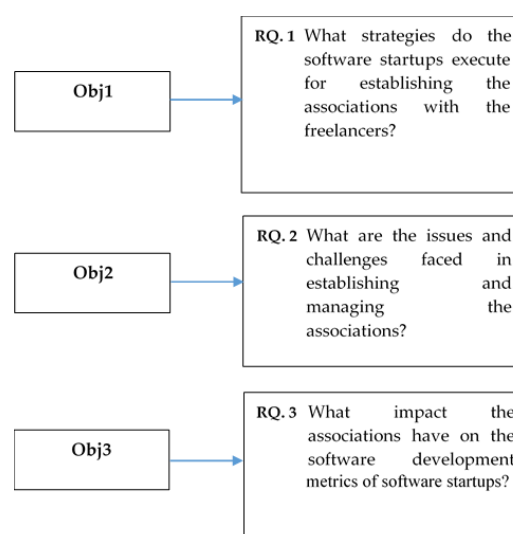 Obj1
RQ. 1 What strategies do the
software startups execute
for establishing the
associations with the
freelancers?
Obj2
RQ. 2 What are the issues and
challenges faced in
establishing and
managing the
associations?
Obj3
RQ. 3 What impact the
associations have on the
software development
metrics of software startups?